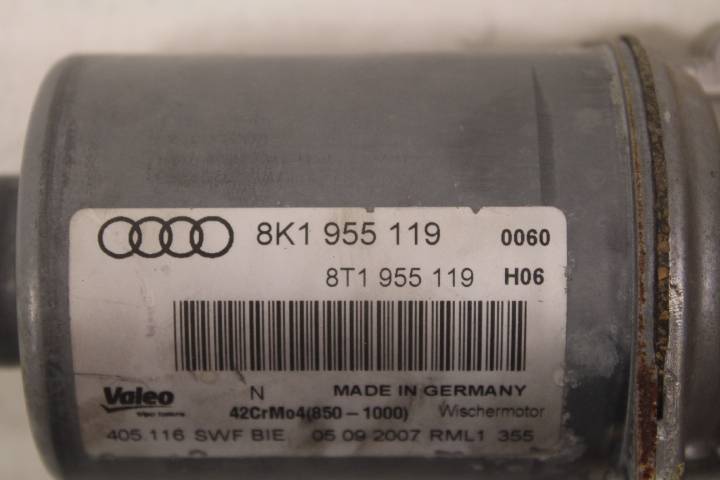 8K1 955 119 0060
8T1 955 119 H06
Valeo N MADE IN GERMANY
42CrMo4(850-1000) Wischermotor
405.116 SWF BIE 05 09 2007 RML1 355